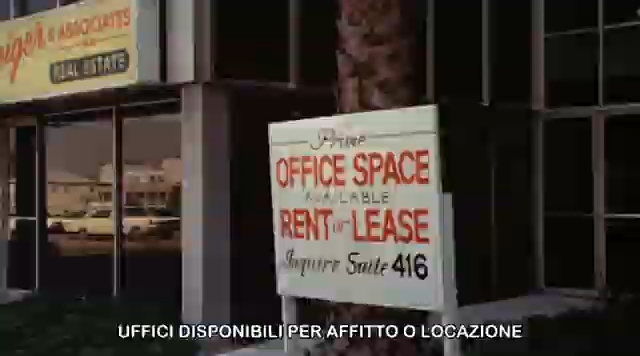 & ASSOCIATES
REAL ESTATE
Prime
OFFICE SPACE
AVAILABLE
RENT or LEASE
Inquire Suite 416
UFFICI DISPONIBILI PER AFFITTO O LOCAZIONE